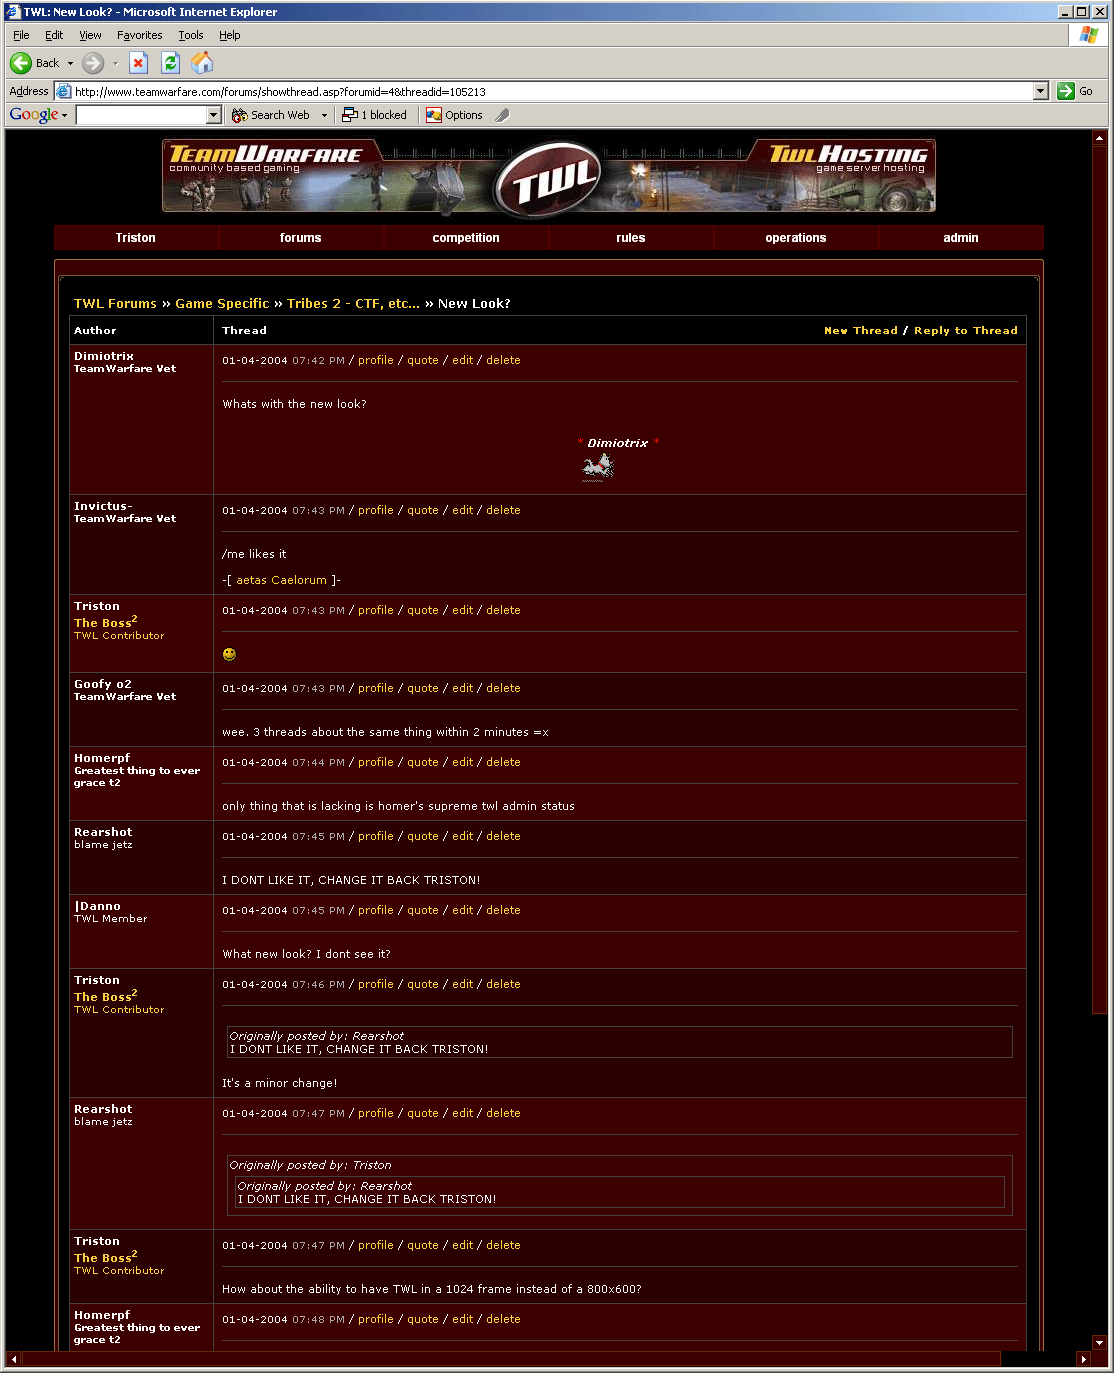 TWL: New Look? - Microsoft Internet Explorer
File Edit View Favorites Tools Help
Back
Address http://www.teamwarfare.com/forums/showthread.asp?forumid=4&threadid=105213 Go
Google Search Web 1 blocked Options
TeamWarfare TWL TwlHosting
community based gaming game server hosting
Triston forums competition rules operations admin
TWL Forums » Game Specific » Tribes 2 - CTF, etc... » New Look?
Author Thread New Thread / Reply to Thread
Dimiotrix
TeamWarfare Vet
01-04-2004 07:42 PM / profile / quote / edit / delete
Whats with the new look?
* Dimiotrix *
Invictus-
TeamWarfare Vet
01-04-2004 07:43 PM / profile / quote / edit / delete
/me likes it
-[ aetas Caelorum ]-
Triston
The Boss2
TWL Contributor
01-04-2004 07:43 PM / profile / quote / edit / delete
Goofy o2
TeamWarfare Vet
01-04-2004 07:43 PM / profile / quote / edit / delete
wee. 3 threads about the same thing within 2 minutes =x
Homerpf
Greatest thing to ever
grace t2
01-04-2004 07:44 PM / profile / quote / edit / delete
only thing that is lacking is homer's supreme twl admin status
Rearshot
blame jetz
01-04-2004 07:45 PM / profile / quote / edit / delete
I DONT LIKE IT, CHANGE IT BACK TRISTON!
|Danno
TWL Member
01-04-2004 07:45 PM / profile / quote / edit / delete
What new look? I dont see it?
Triston
The Boss2
TWL Contributor
01-04-2004 07:46 PM / profile / quote / edit / delete
Originally posted by: Rearshot
I DONT LIKE IT, CHANGE IT BACK TRISTON!
It's a minor change!
Rearshot
blame jetz
01-04-2004 07:47 PM / profile / quote / edit / delete
Originally posted by: Triston
Originally posted by: Rearshot
I DONT LIKE IT, CHANGE IT BACK TRISTON!
Triston
The Boss2
TWL Contributor
01-04-2004 07:47 PM / profile / quote / edit / delete
How about the ability to have TWL in a 1024 frame instead of a 800x600?
Homerpf
Greatest thing to ever
grace t2
01-04-2004 07:48 PM / profile / quote / edit / delete